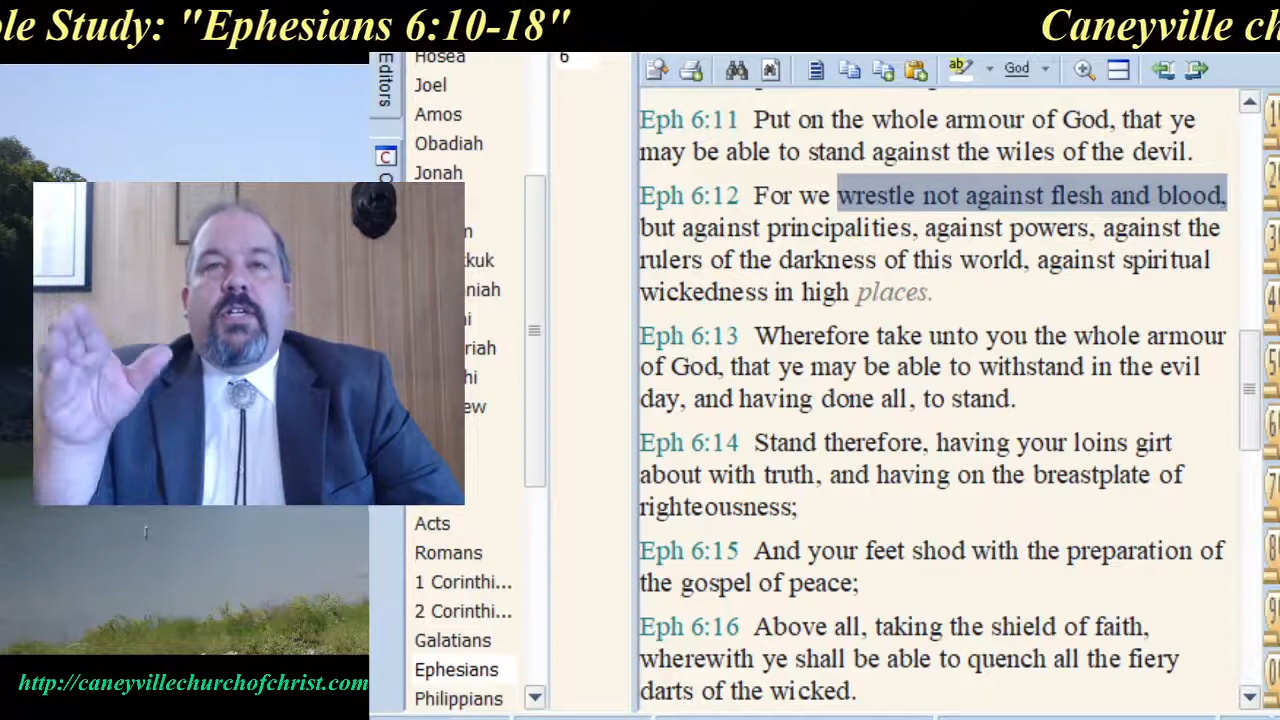 ole Study: "Ephesians 6:10-18"
Caneyville ch
Editors
Hosea
6
Joel
Amos
Obadiah
Jonah
Acts
Romans
1 Corinthi...
2 Corinthi...
Galatians
Ephesians
Philippians
ab
God
Eph 6:11 Put on the whole armour of God, that ye
may be able to stand against the wiles of the devil.
Eph 6:12 For we wrestle not against flesh and blood,
but against principalities, against powers, against the
rulers of the darkness of this world, against spiritual
wickedness in high places.
Eph 6:13 Wherefore take unto you the whole armour
of God, that ye may be able to withstand in the evil
day, and having done all, to stand.
Eph 6:14 Stand therefore, having your loins girt
about with truth, and having on the breastplate of
righteousness;
Eph 6:15 And your feet shod with the preparation of
the gospel of peace;
Eph 6:16 Above all, taking the shield of faith,
wherewith ye shall be able to quench all the fiery
darts of the wicked.
http://caneyvillechurchofchrist.com